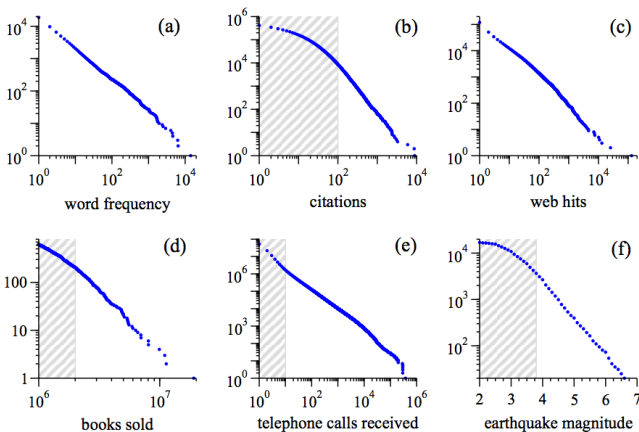 (a)
10^4
10^2
10^0
10^0 10^2 10^4
word frequency
(b)
10^6
10^4
10^2
10^0
10^0 10^2 10^4
citations
(c)
10^4
10^2
10^0
10^0 10^2 10^4
web hits
(d)
100
10
1
10^6 10^7
books sold
(e)
10^6
10^3
10^0
10^0 10^2 10^4 10^6
telephone calls received
(f)
10^4
10^3
10^2
2 3 4 5 6 7
earthquake magnitude